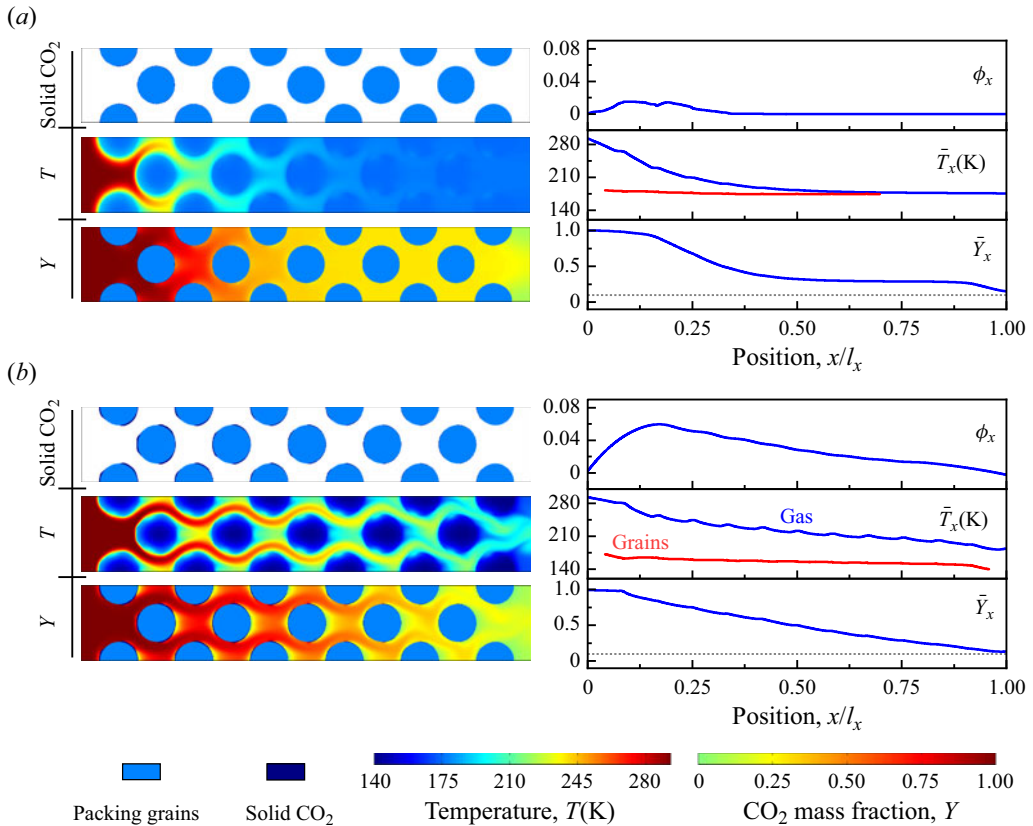 (a)
Solid CO2
T
Y
0.08
0.04
0
ϕx
280
210
140
T̄x(K)
1.0
0.5
0
Ȳx
0 0.25 0.50 0.75 1.00
Position, x/lx
(b)
Solid CO2
T
Y
0.08
0.04
0
ϕx
280
210
140
Gas
Grains
T̄x(K)
1.0
0.5
0
Ȳx
0 0.25 0.50 0.75 1.00
Position, x/lx
Packing grains
Solid CO2
140 175 210 245 280
Temperature, T(K)
0 0.25 0.50 0.75 1.00
CO2 mass fraction, Y